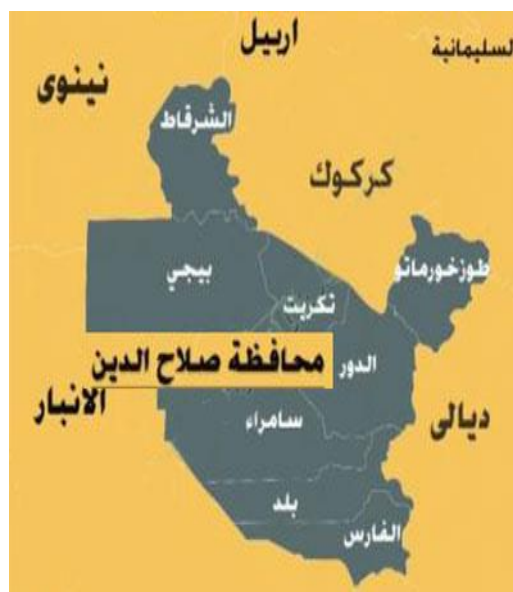 اربيل
السليمانية
نينوى
الشرقاط
كركوك
طوزخورماتو
بيجي
تكريت
محافظة صلاح الدين
الدور
الانبار
ديالى
سامراء
بلد
الفارس